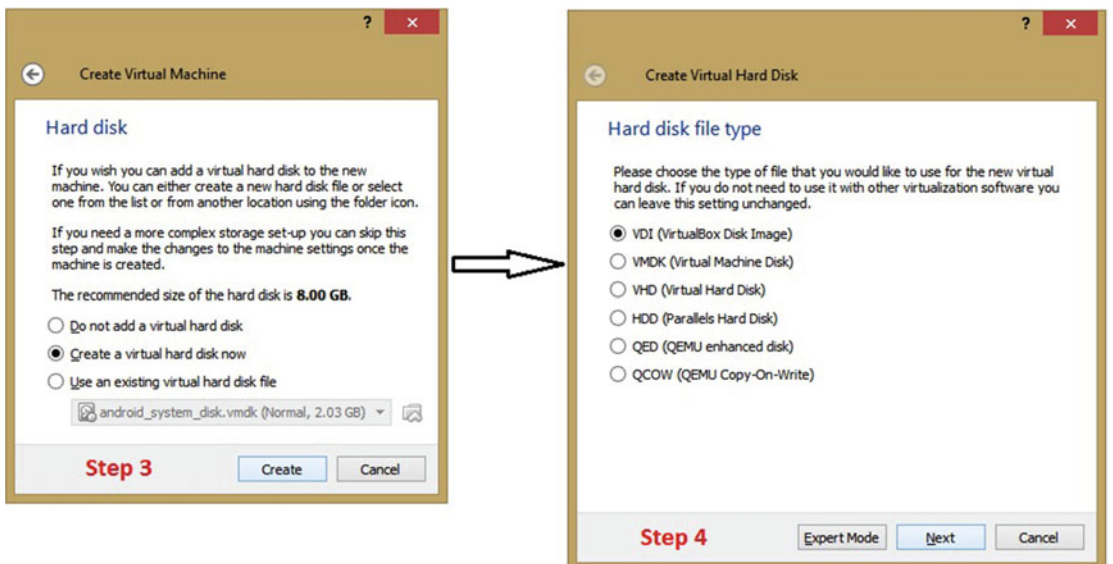 ?
×
Create Virtual Machine
Hard disk
If you wish you can add a virtual hard disk to the new
machine. You can either create a new hard disk file or select
one from the list or from another location using the folder icon.
If you need a more complex storage set-up you can skip this
step and make the changes to the machine settings once the
machine is created.
The recommended size of the hard disk is 8.00 GB.
Do not add a virtual hard disk
Create a virtual hard disk now
Use an existing virtual hard disk file
android_system_disk.vmdk (Normal, 2.03 GB)
Step 3
Create
Cancel
?
×
Create Virtual Hard Disk
Hard disk file type
Please choose the type of file that you would like to use for the new virtual
hard disk. If you do not need to use it with other virtualization software you
can leave this setting unchanged.
VDI (VirtualBox Disk Image)
VMDK (Virtual Machine Disk)
VHD (Virtual Hard Disk)
HDD (Parallels Hard Disk)
QED (QEMU enhanced disk)
QCOW (QEMU Copy-On-Write)
Step 4
Expert Mode
Next
Cancel